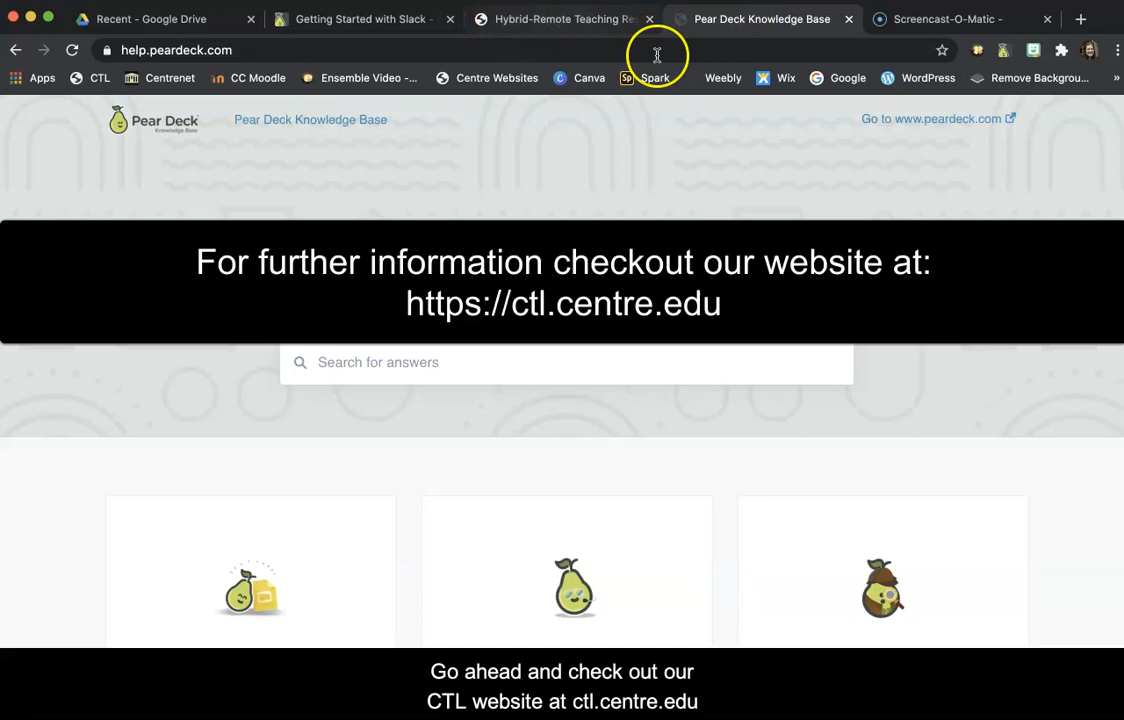 Recent - Google Drive
Getting Started with Slack -
Hybrid-Remote Teaching Re
Pear Deck Knowledge Base
Screencast-O-Matic -
help.peardeck.com
Apps
CTL
Centrenet
CC Moodle
Ensemble Video -...
Centre Websites
Canva
Sp Spark
Weebly
Wix
Google
WordPress
Remove Backgrou...
Pear Deck
Knowledge Base
Pear Deck Knowledge Base
Go to www.peardeck.com
For further information checkout our website at:
https://ctl.centre.edu
Search for answers
Go ahead and check out our
CTL website at ctl.centre.edu